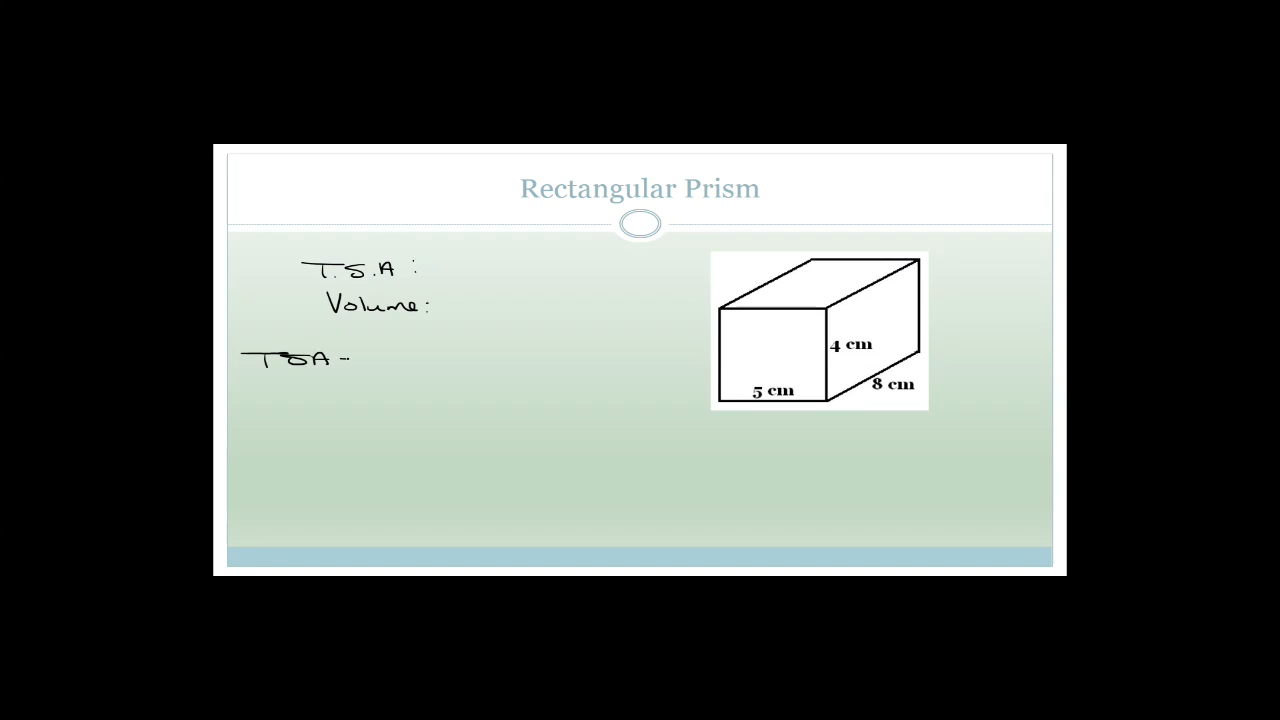 Rectangular Prism
T.S.A :
Volume:
TSA -
4 cm
8 cm
5 cm